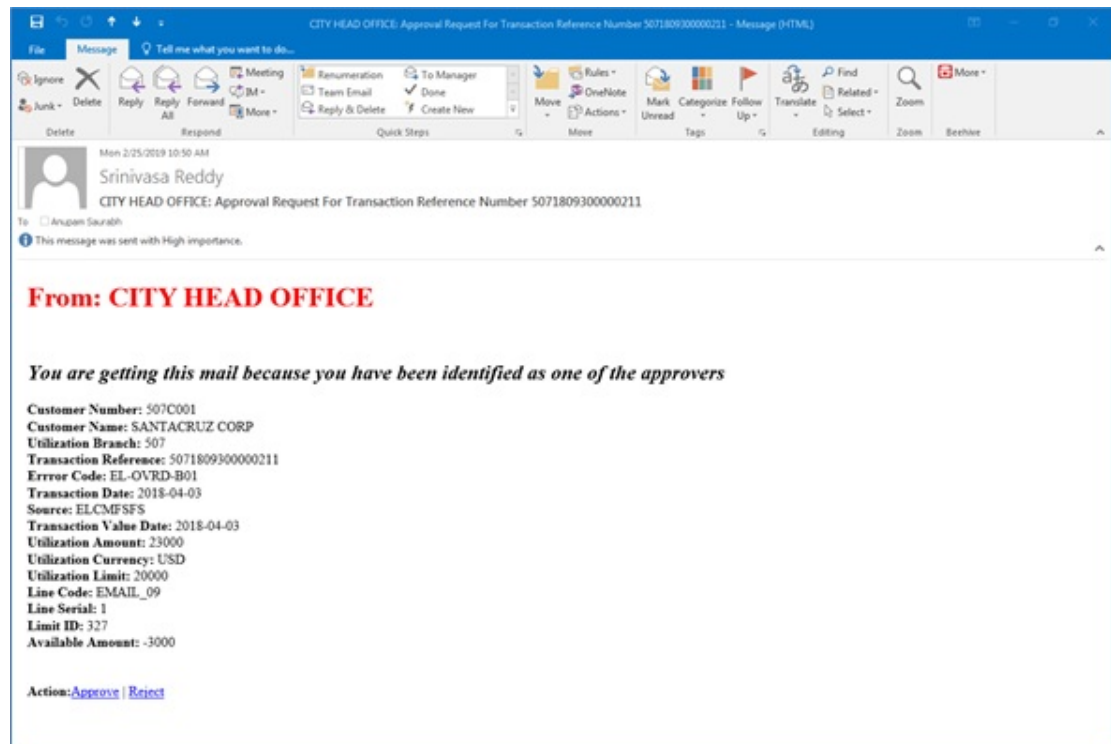 CITY HEAD OFFICE: Approval Request For Transaction Reference Number 5071809300000211 - Message (HTML)
File Message Tell me what you want to do...
Ignore
Junk
Delete
Reply
Reply All
Forward
Meeting
IM
More
Renumeration
Team Email
Reply & Delete
To Manager
Done
Create New
Move
Rules
OneNote
Actions
Mark Unread
Categorize
Follow Up
Translate
Find
Related
Select
Zoom
More
Delete Respond Quick Steps Move Tags Editing Zoom Beehive
Mon 2/25/2019 10:50 AM
Srinivasa Reddy
CITY HEAD OFFICE: Approval Request For Transaction Reference Number 5071809300000211
To Anupam Saurabh
This message was sent with High importance.
From: CITY HEAD OFFICE
You are getting this mail because you have been identified as one of the approvers
Customer Number: 507C001
Customer Name: SANTACRUZ CORP
Utilization Branch: 507
Transaction Reference: 5071809300000211
Errror Code: EL-OVRD-B01
Transaction Date: 2018-04-03
Source: ELCMFSFS
Transaction Value Date: 2018-04-03
Utilization Amount: 23000
Utilization Currency: USD
Utilization Limit: 20000
Line Code: EMAIL_09
Line Serial: 1
Limit ID: 327
Available Amount: -3000
Action:Approve | Reject